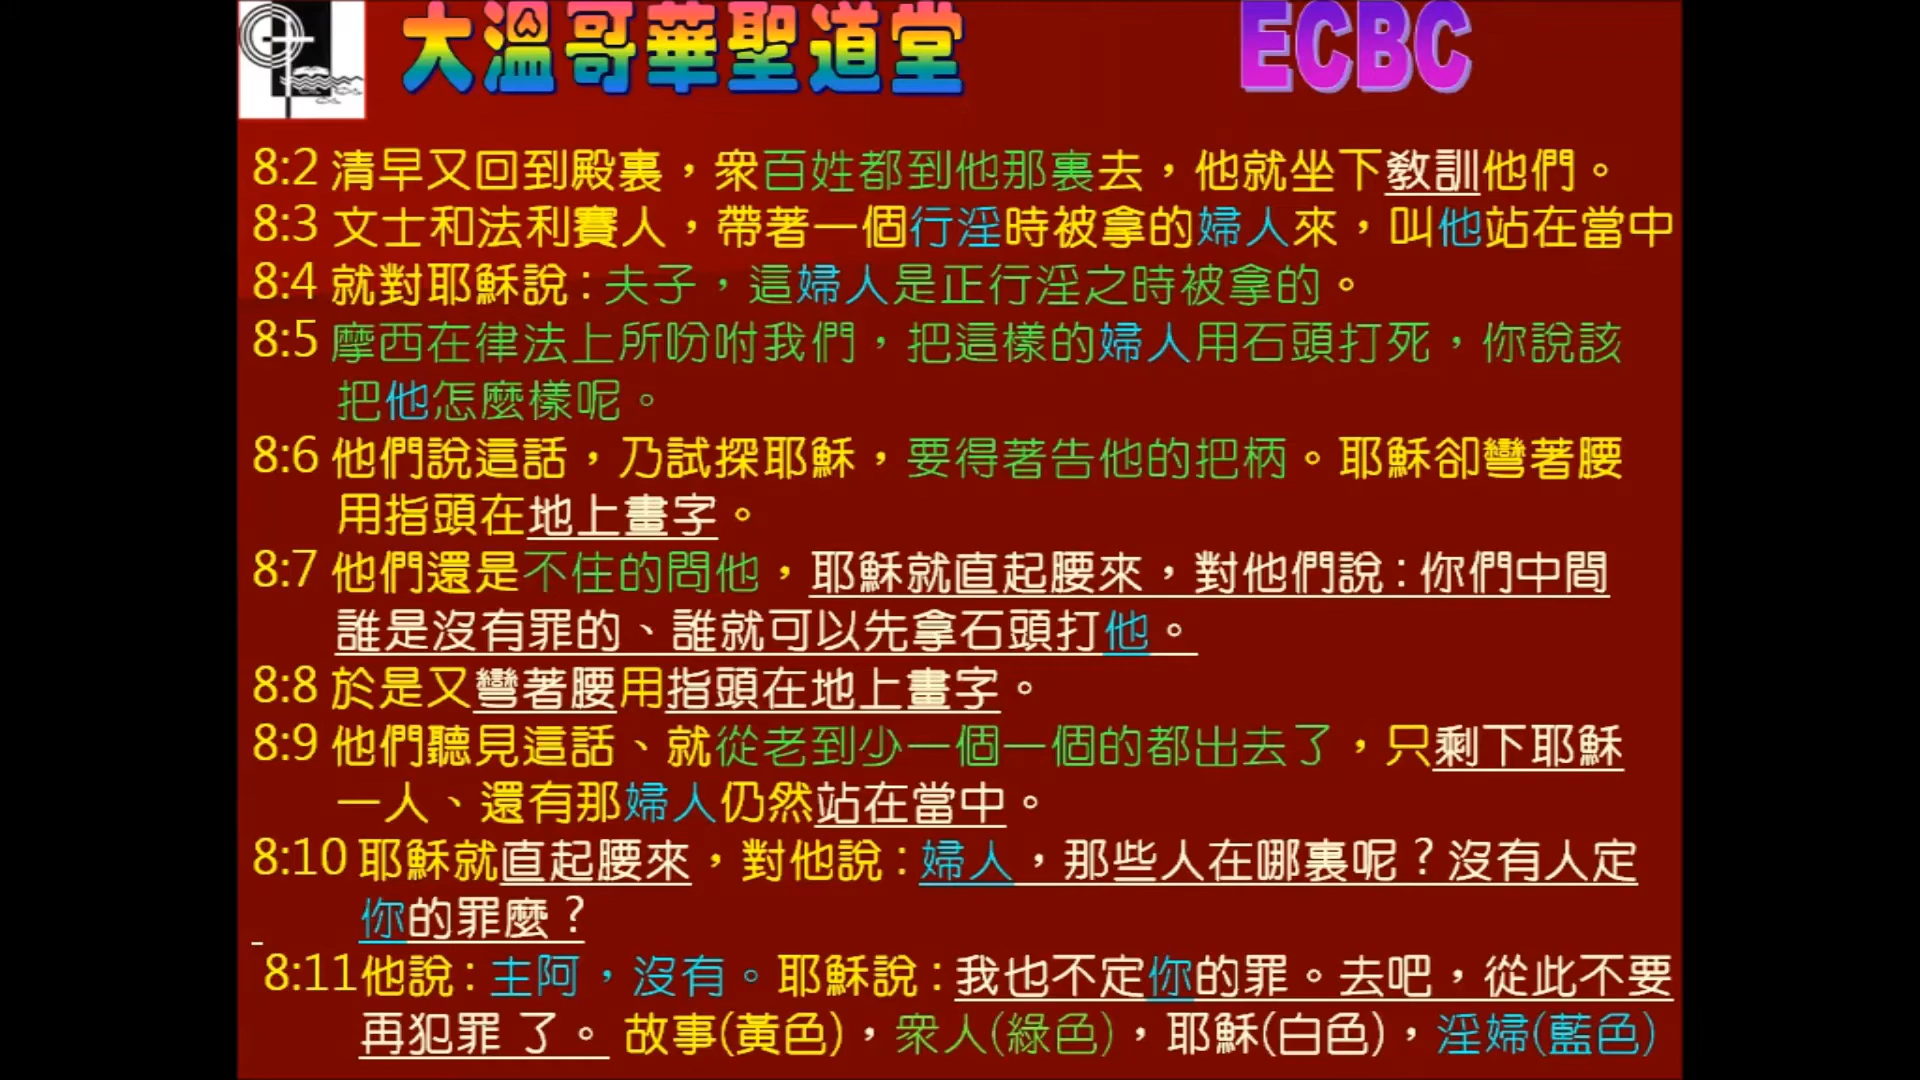 大溫哥華聖道堂 ECBC
8:2 清早又回到殿裏，衆百姓都到他那裏去，他就坐下教訓他們。
8:3 文士和法利賽人，帶著一個行淫時被拿的婦人來，叫他站在當中
8:4 就對耶穌說：夫子，這婦人是正行淫之時被拿的。
8:5 摩西在律法上所吩咐我們，把這樣的婦人用石頭打死，你說該
把他怎麼樣呢。
8:6 他們說這話，乃試探耶穌，要得著告他的把柄。耶穌卻彎著腰
用指頭在地上畫字。
8:7 他們還是不住的問他，耶穌就直起腰來，對他們說：你們中間
誰是沒有罪的、誰就可以先拿石頭打他。
8:8 於是又彎著腰用指頭在地上畫字。
8:9 他們聽見這話、就從老到少一個一個的都出去了，只剩下耶穌
一人、還有那婦人仍然站在當中。
8:10 耶穌就直起腰來，對他說：婦人，那些人在哪裏呢？沒有人定
你的罪麼？
8:11 他說：主阿，沒有。耶穌說：我也不定你的罪。去吧，從此不要
再犯罪 了。 故事(黃色)，衆人(綠色)，耶穌(白色)，淫婦(藍色)